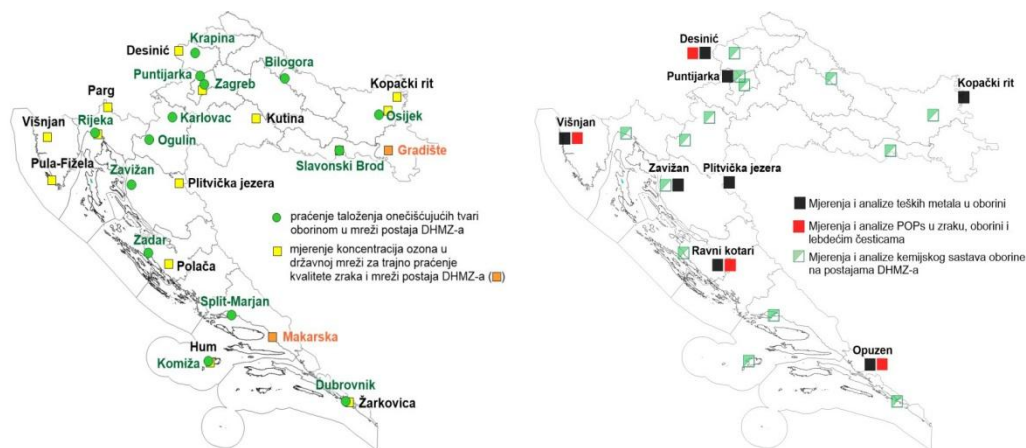 Desinić
Krapina
Puntijarka
Zagreb
Bilogora
Kopački rit
Parg
Osijek
Karlovac
Kutina
Višnjan
Rijeka
Ogulin
Gradište
Slavonski Brod
Pula-Fižela
Zavižan
Plitvička jezera
praćenje taloženja onečišćujućih tvari
oborinom u mreži postaja DHMZ-a
mjerenje koncentracija ozona u
državnoj mreži za trajno praćenje
kvalitete zraka i mreži postaja DHMZ-a ( )
Zadar
Polača
Split-Marjan
Makarska
Hum
Komiža
Dubrovnik
Žarkovica
Desinić
Puntijarka
Kopački rit
Višnjan
Zavižan
Plitvička jezera
Mjerenja i analize teških metala u oborini
Mjerenja i analize POPs u zraku, oborini i
lebdećim česticama
Mjerenja i analize kemijskog sastava oborine
na postajama DHMZ-a
Ravni kotari
Opuzen